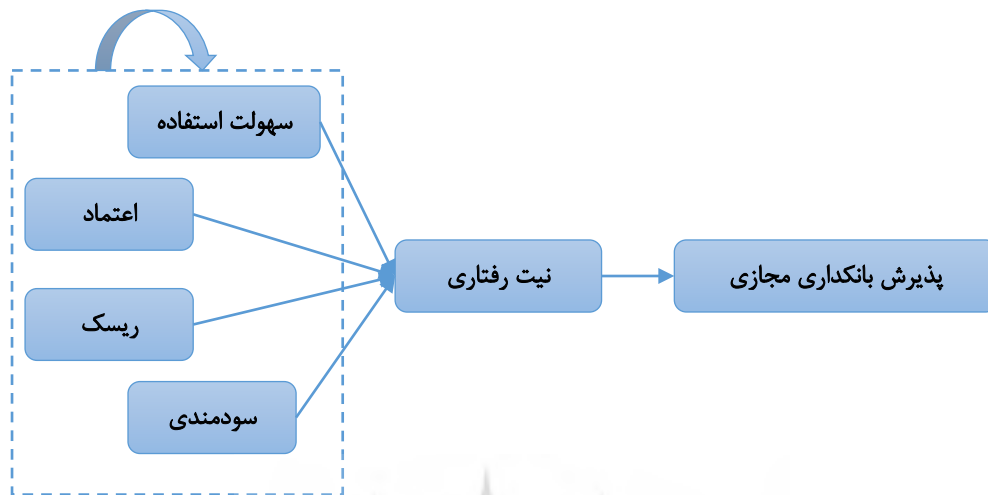 سهولت استفاده
اعتماد
ریسک
سودمندی
نیت رفتاری
پذیرش بانکداری مجازی